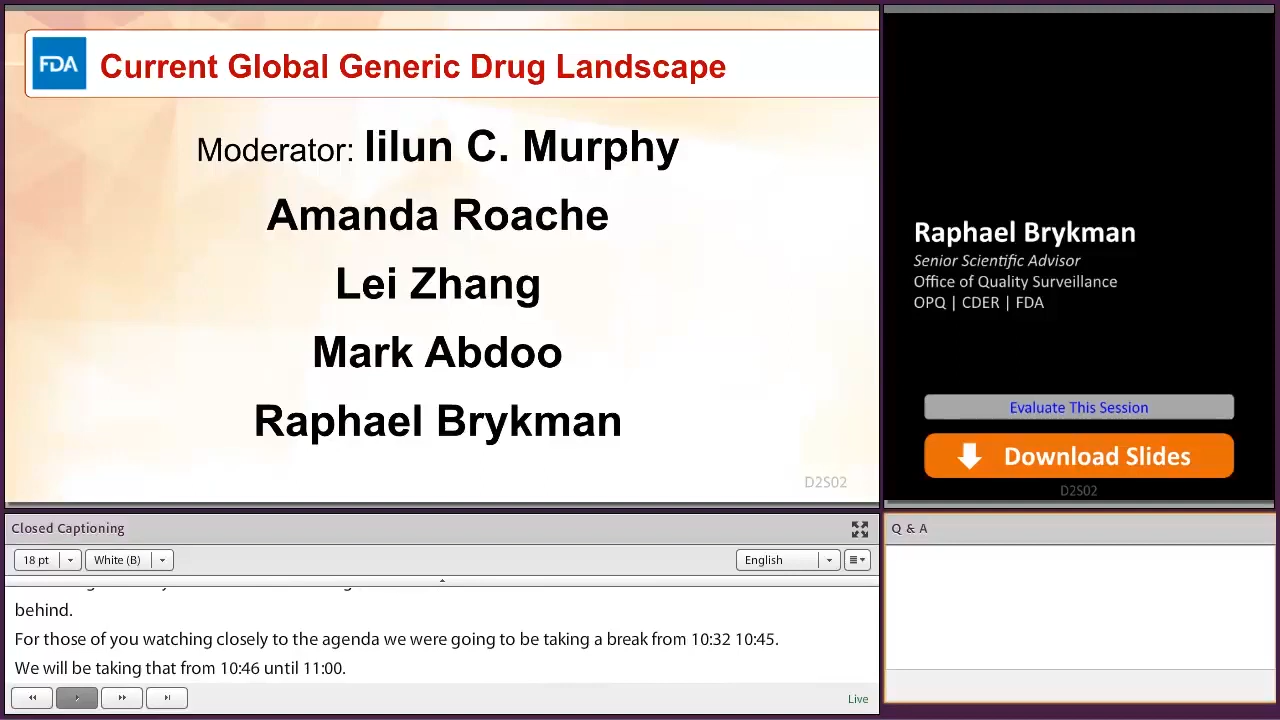 FDA
Current Global Generic Drug Landscape
Moderator: Iilun C. Murphy
Amanda Roache
Lei Zhang
Mark Abdoo
Raphael Brykman
D2S02
Raphael Brykman
Senior Scientific Advisor
Office of Quality Surveillance
OPQ | CDER | FDA
Evaluate This Session
Download Slides
D2S02
Closed Captioning
18 pt
White (B)
English
behind.
For those of you watching closely to the agenda we were going to be taking a break from 10:32 10:45.
We will be taking that from 10:46 until 11:00.
Live
Q & A